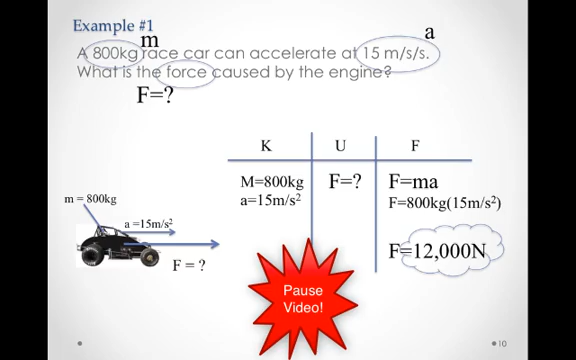 Example #1
m
a
A 800kg race car can accelerate at 15 m/s/s.
What is the force caused by the engine?
F=?
K U F
M=800kg F=? F=ma
a=15m/s² F=800kg(15m/s²)
F=12,000N
m = 800kg
a =15m/s²
F = ?
Pause
Video!
10